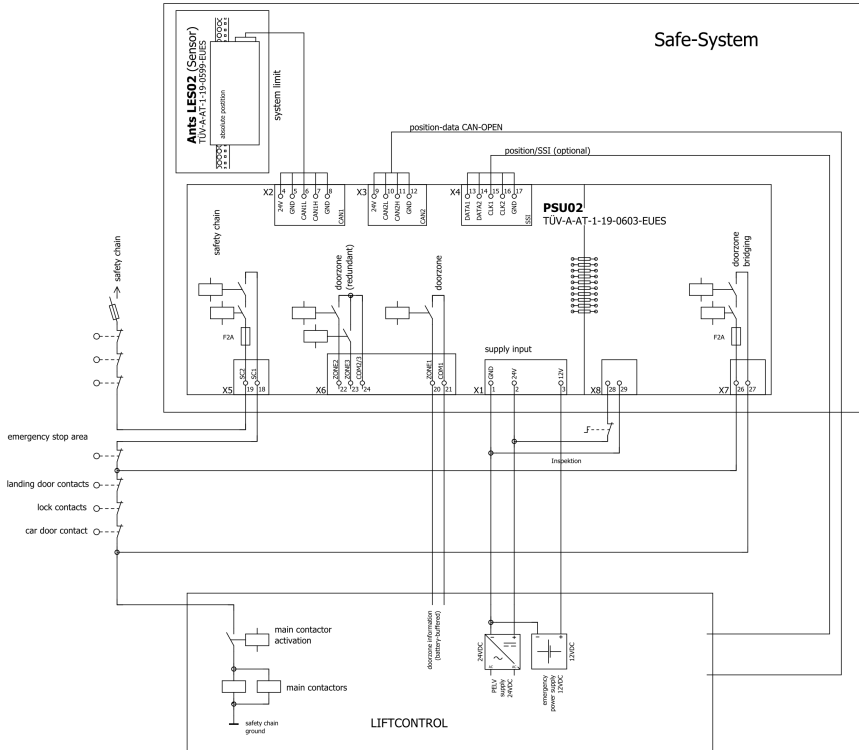 Safe-System
Ants LES02 (Sensor)
TÜV-A-AT-1-19-0599-EUES
absolute postition
system limit
position-data CAN-OPEN
position/SSI (optional)
X2
4
5
6
7
8
24V
GND
CAN1L
CAN1H
GND
CAN1
X3
9
10
11
12
24V
CAN2L
CAN2H
GND
CAN2
X4
13
14
15
16
17
DATA1
DATA2
CLK1
CLK2
GND
SSI
PSU02
TÜV-A-AT-1-19-0603-EUES
safety chain
safety chain
doorzone
(redundant)
doorzone
doorzone
bridging
F2A
F2A
supply input
X5
SC2
SC1
19
18
X6
ZONE2
ZONE3
COM2/3
22
23
24
ZONE1
COM1
20
21
X1
GND
24V
12V
1
2
3
X8
28
29
X7
26
27
emergency stop area
Inspektion
landing door contacts
lock contacts
car door contact
main contactor
activation
main contactors
safety chain
ground
doorzone information
(battery-buffered)
24VDC
PELV
supply
24VDC
12VDC
emergency
power supply
12VDC
LIFTCONTROL